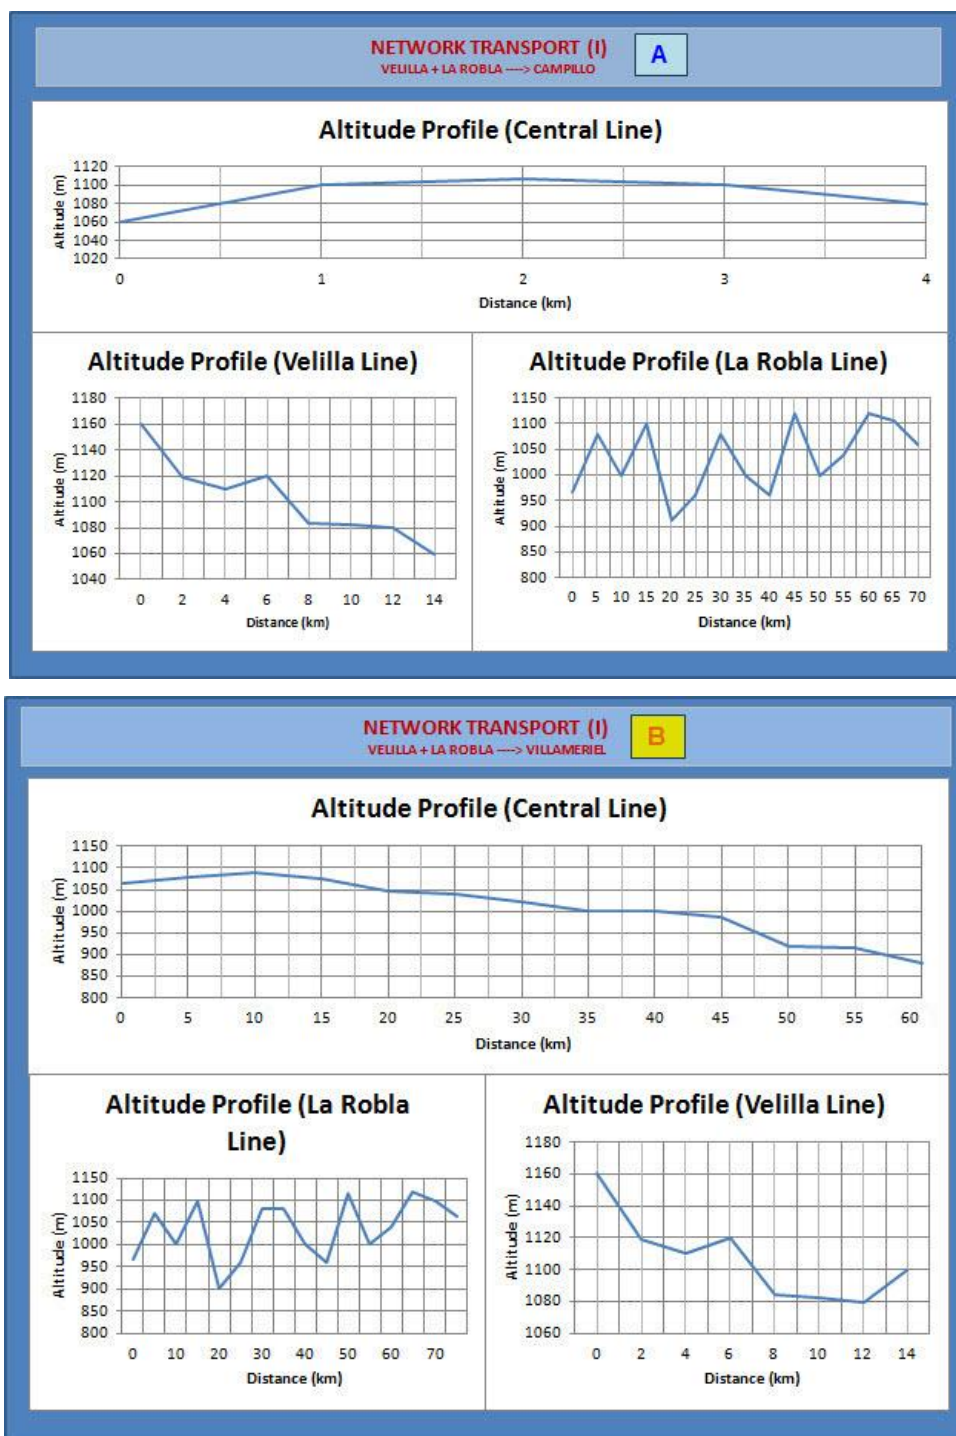 NETWORK TRANSPORT (I)
VELILLA + LA ROBLA ----> CAMPILLO
A
Altitude Profile (Central Line)
Altitude (m)
1120
1100
1080
1060
1040
1020
0 1 2 3 4
Distance (km)
Altitude Profile (Velilla Line)
Altitude (m)
1180
1160
1140
1120
1100
1080
1060
1040
0 2 4 6 8 10 12 14
Distance (km)
Altitude Profile (La Robla Line)
Altitude (m)
1150
1100
1050
1000
950
900
850
800
0 5 10 15 20 25 30 35 40 45 50 55 60 65 70
Distance (km)
NETWORK TRANSPORT (I)
VELILLA + LA ROBLA ----> VILLAMERIEL
B
Altitude Profile (Central Line)
Altitude (m)
1150
1100
1050
1000
950
900
850
800
0 5 10 15 20 25 30 35 40 45 50 55 60
Distance (km)
Altitude Profile (La Robla
Line)
Altitude (m)
1150
1100
1050
1000
950
900
850
800
0 10 20 30 40 50 60 70
Distance (km)
Altitude Profile (Velilla Line)
Altitude (m)
1180
1160
1140
1120
1100
1080
1060
0 2 4 6 8 10 12 14
Distance (km)